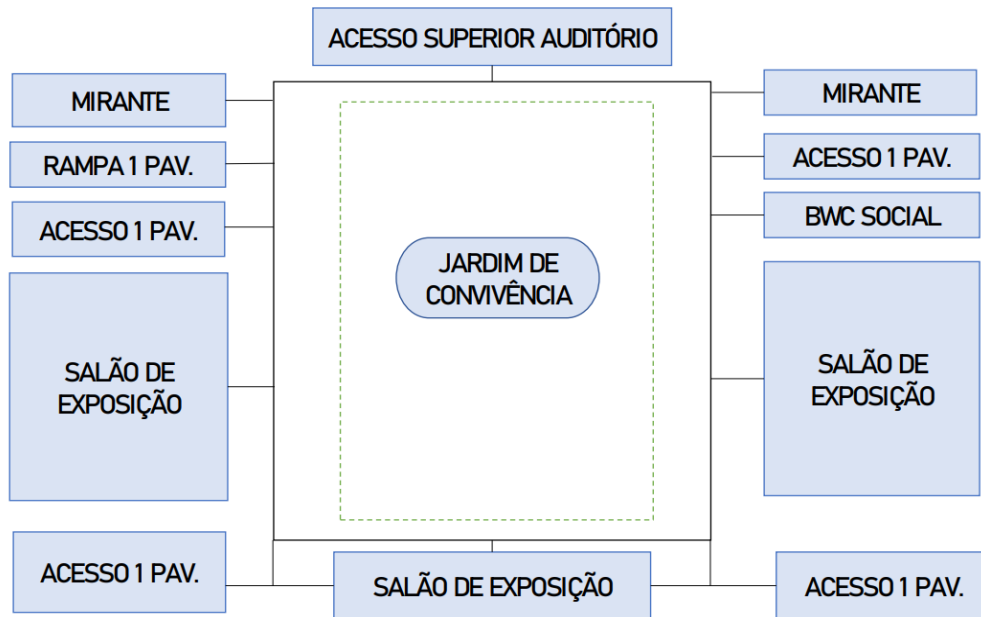 ACESSO SUPERIOR AUDITÓRIO
MIRANTE
MIRANTE
RAMPA 1 PAV.
ACESSO 1 PAV.
ACESSO 1 PAV.
BWC SOCIAL
JARDIM DE
CONVIVÊNCIA
SALÃO DE
EXPOSIÇÃO
SALÃO DE
EXPOSIÇÃO
ACESSO 1 PAV.
SALÃO DE EXPOSIÇÃO
ACESSO 1 PAV.